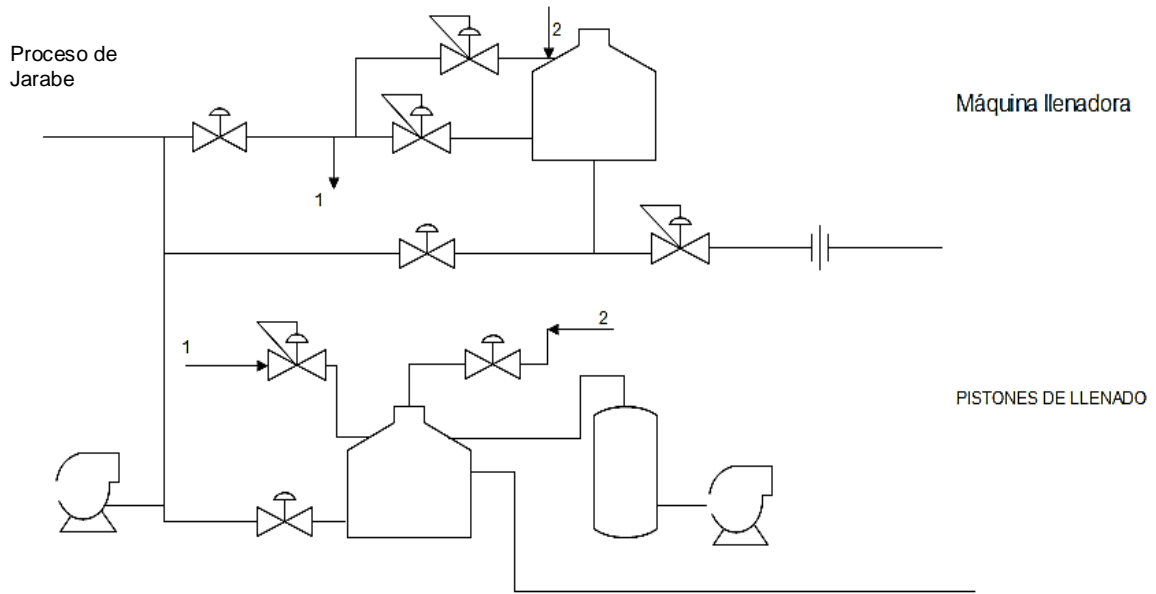 2
Proceso de
Jarabe
Máquina llenadora
1
1
2
PISTONES DE LLENADO